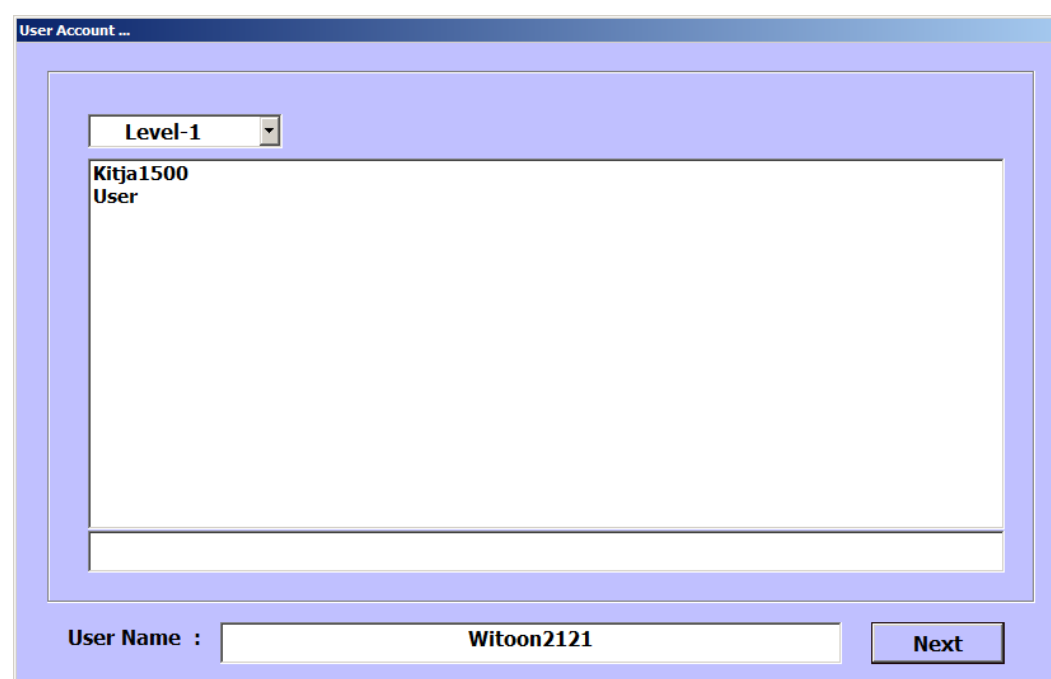 User Account ...
Level-1
Kitja1500
User
User Name :
Witoon2121
Next